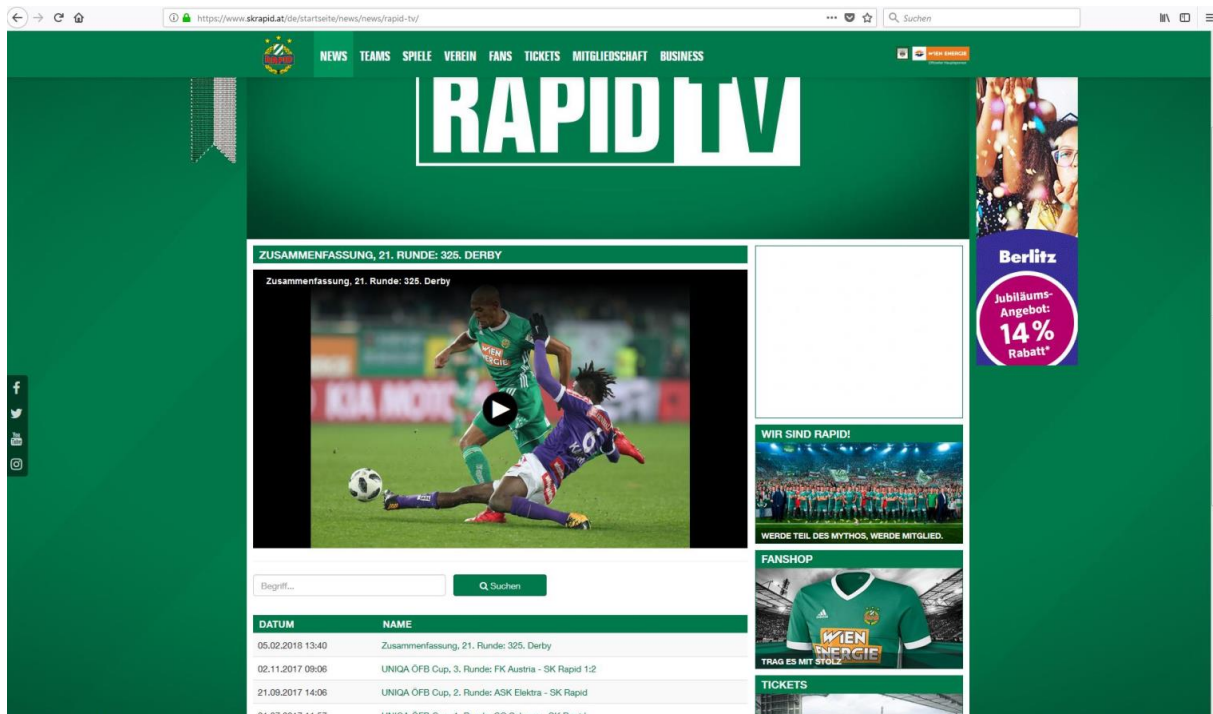 https://www.skrapid.at/de/startseite/news/news/rapid-tv/
Suchen
RAPID
NEWS TEAMS SPIELE VEREIN FANS TICKETS MITGLIEDSCHAFT BUSINESS
WIEN ENERGIE
RAPID TV
ZUSAMMENFASSUNG, 21. RUNDE: 325. DERBY
Zusammenfassung, 21. Runde: 325. Derby
WIEN
ENERGIE
KIA MOTO
Berlitz
Jubiläums-
Angebot:
14%
Rabatt*
WIR SIND RAPID!
WERDE TEIL DES MYTHOS, WERDE MITGLIED.
FANSHOP
adidas
WIEN
ENERGIE
TRAG ES MIT STOLZ
TICKETS
Begriff...
Suchen
DATUM NAME
05.02.2018 13:40 Zusammenfassung, 21. Runde: 325. Derby
02.11.2017 09:06 UNIQA ÖFB Cup, 3. Runde: FK Austria - SK Rapid 1:2
21.09.2017 14:06 UNIQA ÖFB Cup, 2. Runde: ASK Elektra - SK Rapid